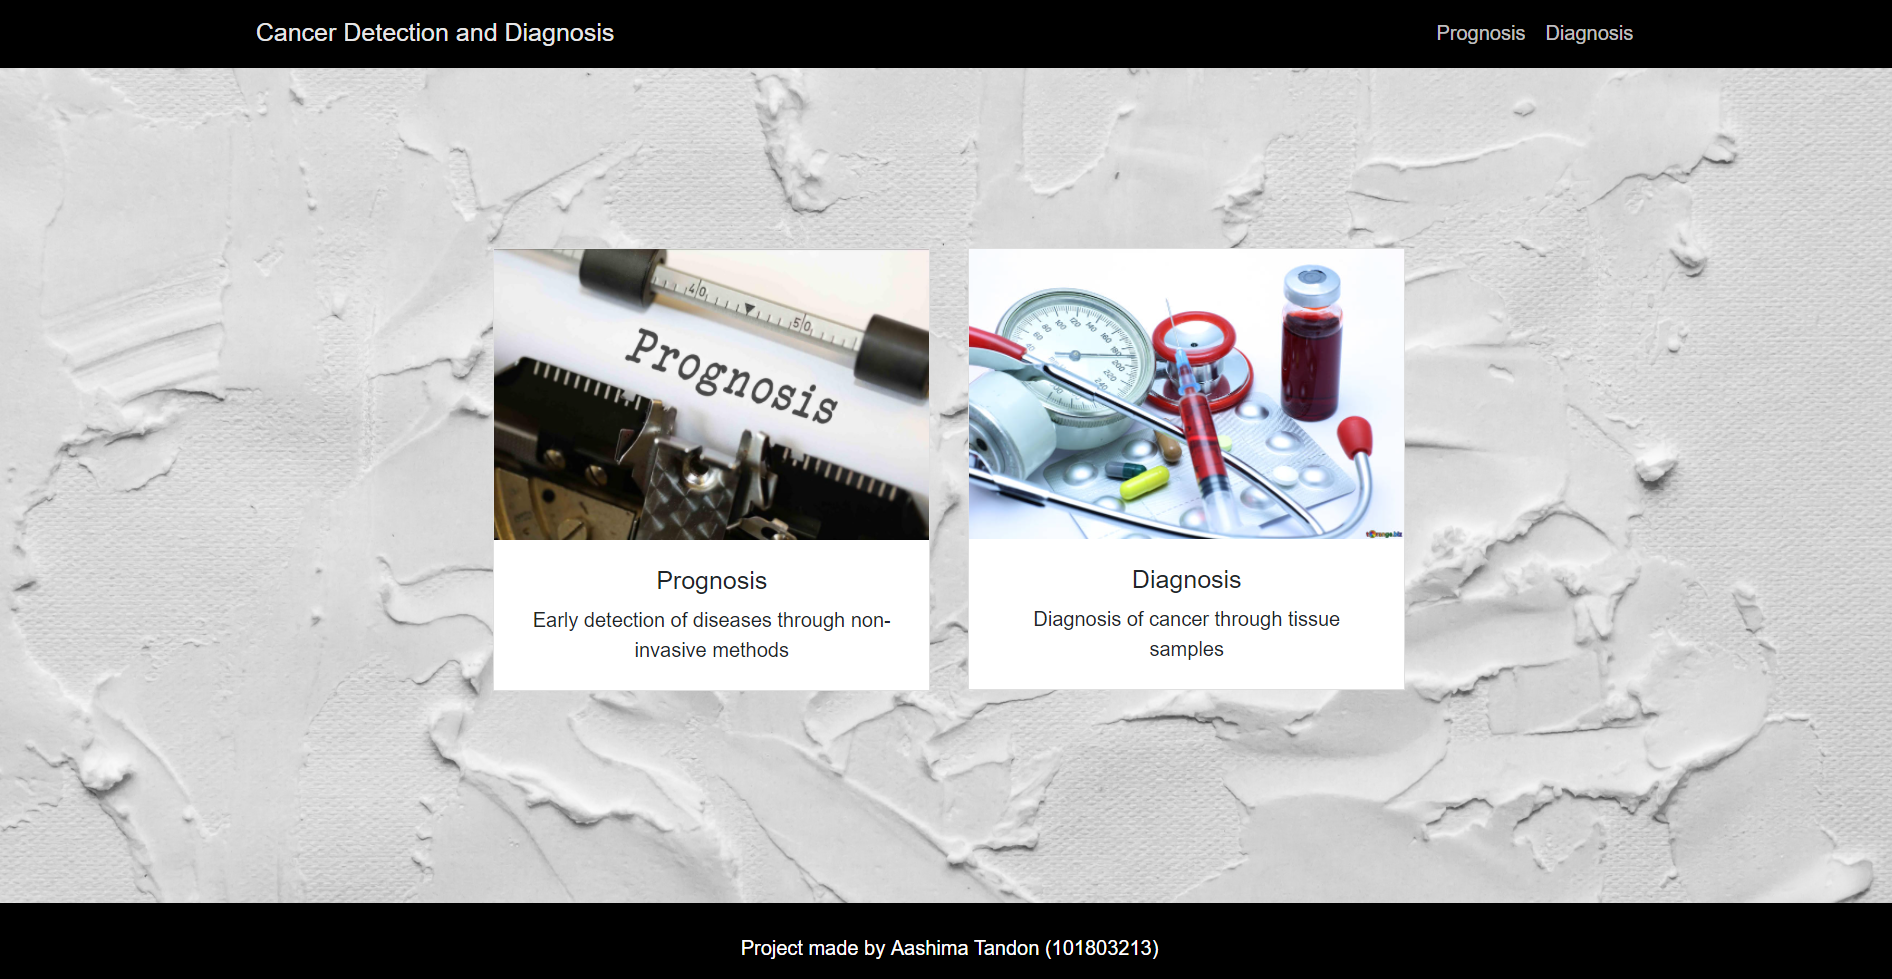 Cancer Detection and Diagnosis
Prognosis Diagnosis
40
50
Prognosis
Prognosis
Early detection of diseases through non-
invasive methods
Diagnosis
Diagnosis of cancer through tissue
samples
Project made by Aashima Tandon (101803213)